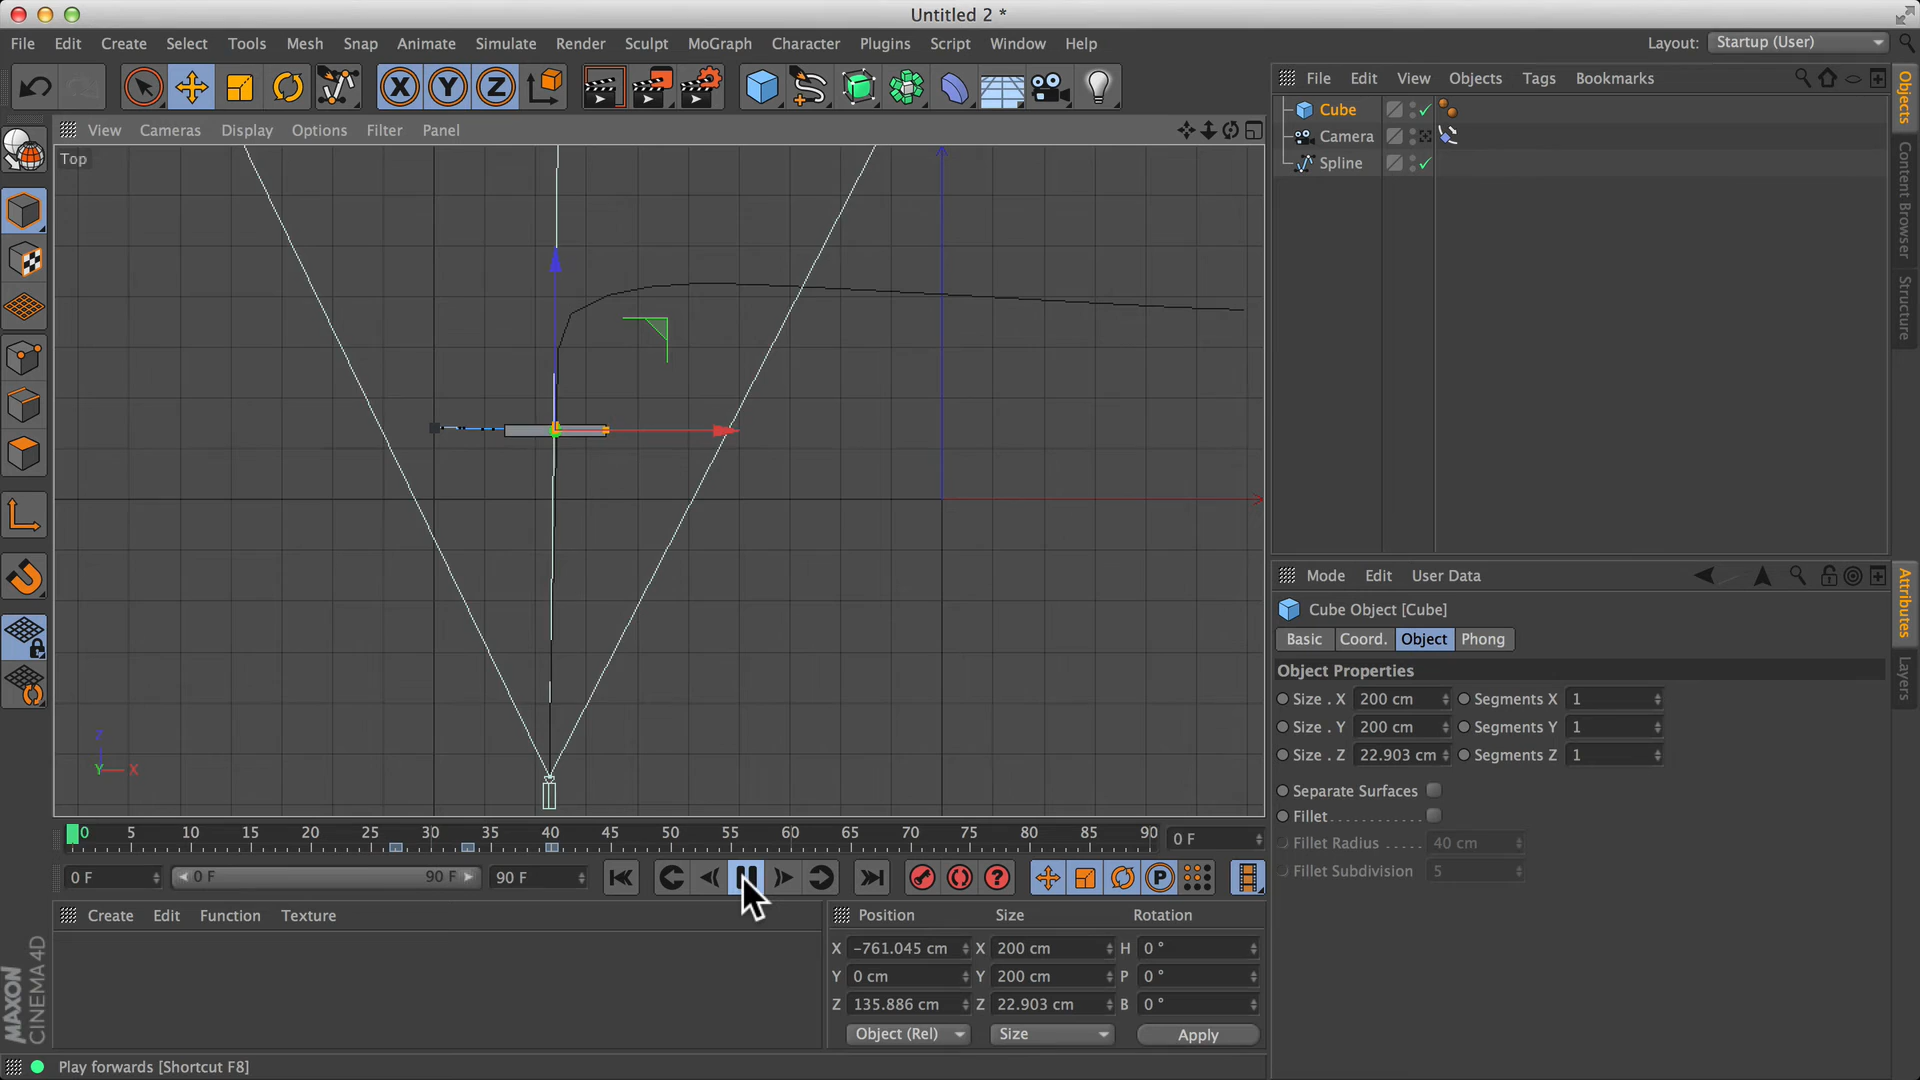 Untitled 2 *
File Edit Create Select Tools Mesh Snap Animate Simulate Render Sculpt MoGraph Character Plugins Script Window Help
Layout: Startup (User)
X Y Z
File Edit View Objects Tags Bookmarks
View Cameras Display Options Filter Panel
Top
Cube
Camera
Spline
Objects
Content Browser
Structure
Z
Y X
0 5 10 15 20 25 30 35 40 45 50 55 60 65 70 75 80 85 90 0 F
0 F 0 F 90 F 90 F
P
Create Edit Function Texture
Position Size Rotation
X -761.045 cm X 200 cm H 0 °
Y 0 cm Y 200 cm P 0 °
Z 135.886 cm Z 22.903 cm B 0 °
Object (Rel) Size Apply
MAXON
CINEMA 4D
Play forwards [Shortcut F8]
Mode Edit User Data
Cube Object [Cube]
Basic Coord. Object Phong
Object Properties
Size . X 200 cm Segments X 1
Size . Y 200 cm Segments Y 1
Size . Z 22.903 cm Segments Z 1
Separate Surfaces
Fillet . . . . . . . . . . . .
Fillet Radius . . . . . 40 cm
Fillet Subdivision 5
Attributes
Layers